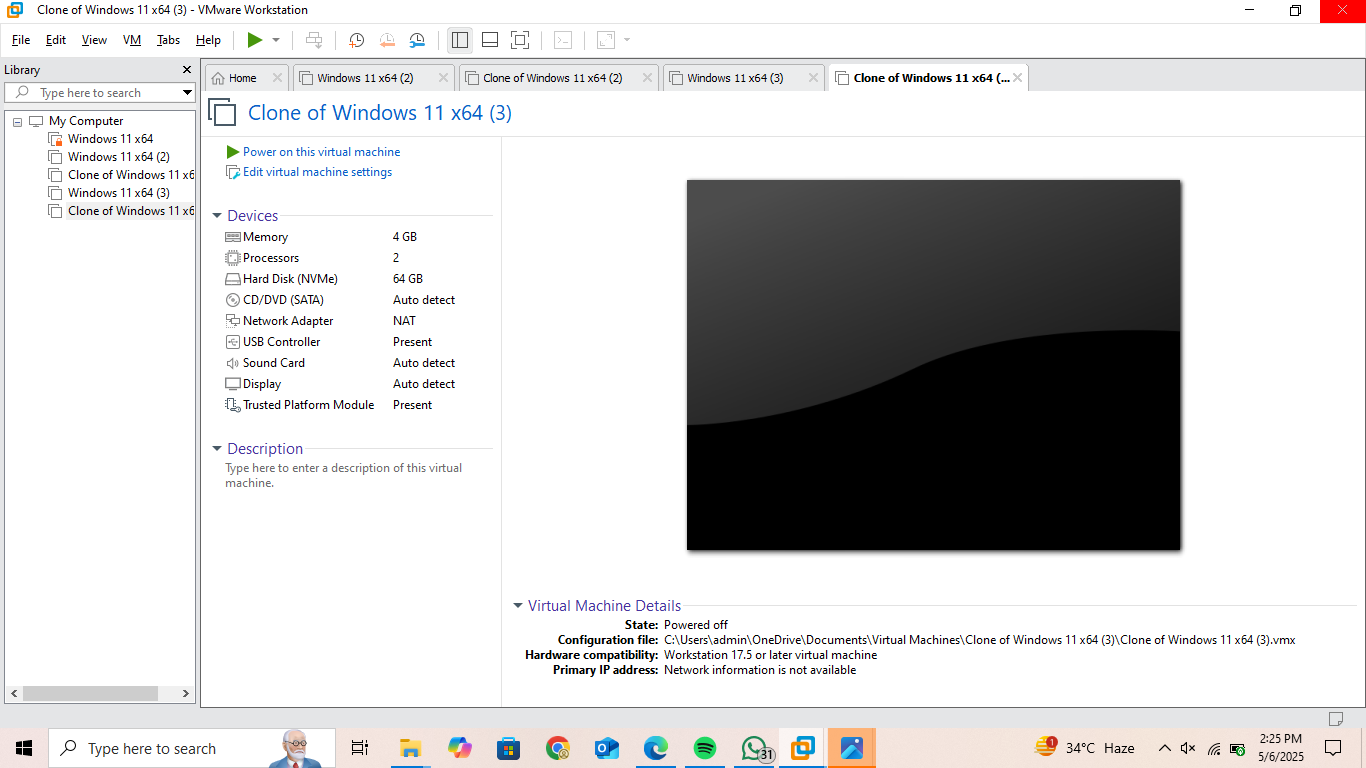 Clone of Windows 11 x64 (3) - VMware Workstation
File Edit View VM Tabs Help
Library
Type here to search
My Computer
Windows 11 x64
Windows 11 x64 (2)
Clone of Windows 11 x6
Windows 11 x64 (3)
Clone of Windows 11 x6
Home
Windows 11 x64 (2)
Clone of Windows 11 x64 (2)
Windows 11 x64 (3)
Clone of Windows 11 x64 (...
Clone of Windows 11 x64 (3)
Power on this virtual machine
Edit virtual machine settings
Devices
Memory 4 GB
Processors 2
Hard Disk (NVMe) 64 GB
CD/DVD (SATA) Auto detect
Network Adapter NAT
USB Controller Present
Sound Card Auto detect
Display Auto detect
Trusted Platform Module Present
Description
Type here to enter a description of this virtual
machine.
Virtual Machine Details
State: Powered off
Configuration file: C:\Users\admin\OneDrive\Documents\Virtual Machines\Clone of Windows 11 x64 (3)\Clone of Windows 11 x64 (3).vmx
Hardware compatibility: Workstation 17.5 or later virtual machine
Primary IP address: Network information is not available
Type here to search
31
1
34°C Haze
2:25 PM
5/6/2025